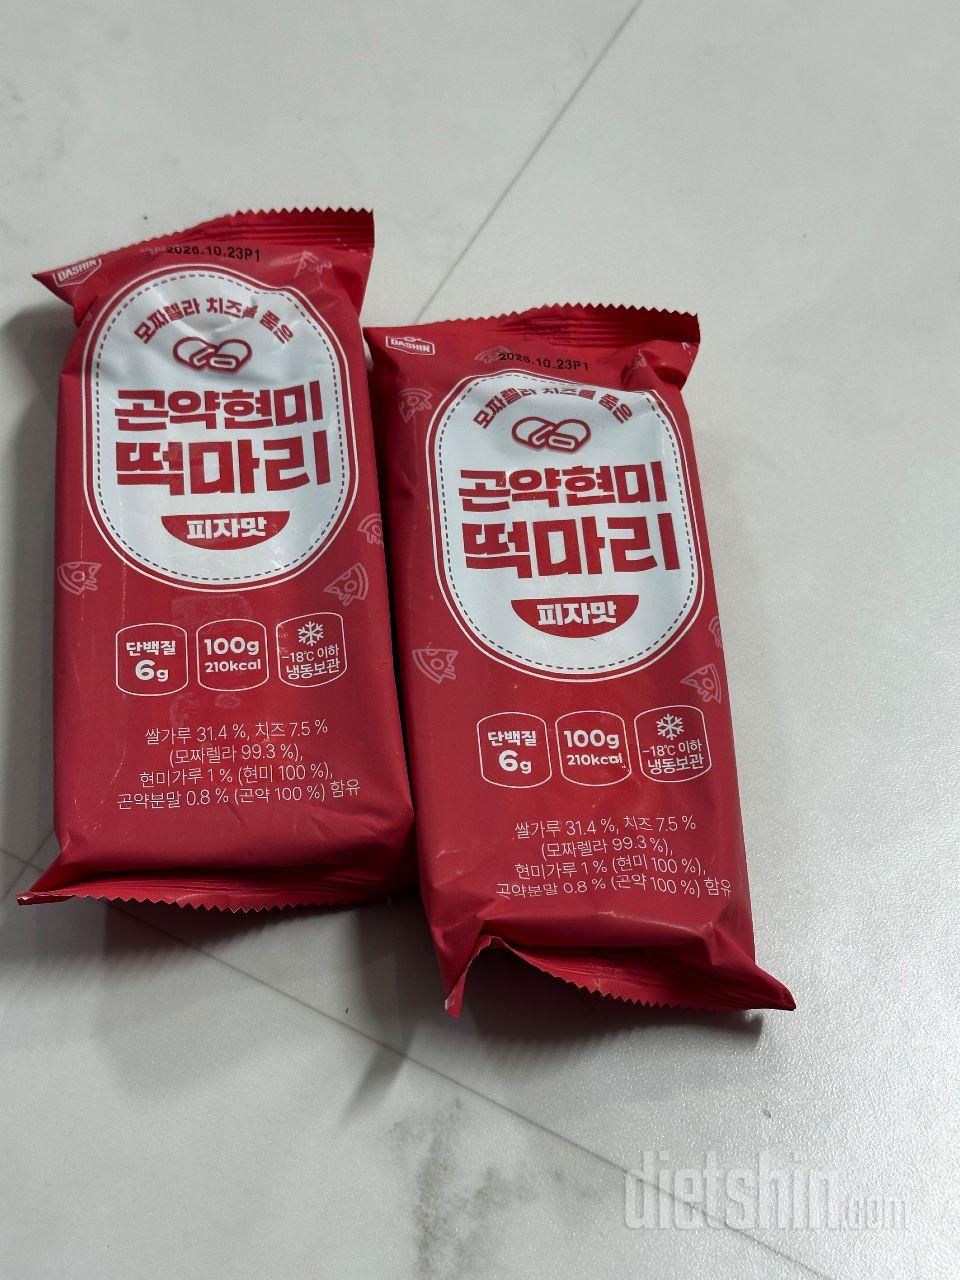 DASHIN
2026.10.23P1
모짜렐라 치즈를 품은
곤약현미
떡마리
피자맛
단백질
6g
100g
210kcal
-18℃ 이하
냉동보관
쌀가루 31.4 %, 치즈 7.5 %
(모짜렐라 99.3 %),
현미가루 1 % (현미 100 %),
곤약분말 0.8 % (곤약 100 %) 함유
DASHIN
2026.10.23P1
모짜렐라 치즈를 품은
곤약현미
떡마리
피자맛
단백질
6g
100g
210kcal
-18℃ 이하
냉동보관
쌀가루 31.4 %, 치즈 7.5 %
(모짜렐라 99.3 %),
현미가루 1 % (현미 100 %),
곤약분말 0.8 % (곤약 100 %) 함유
dietshin.com